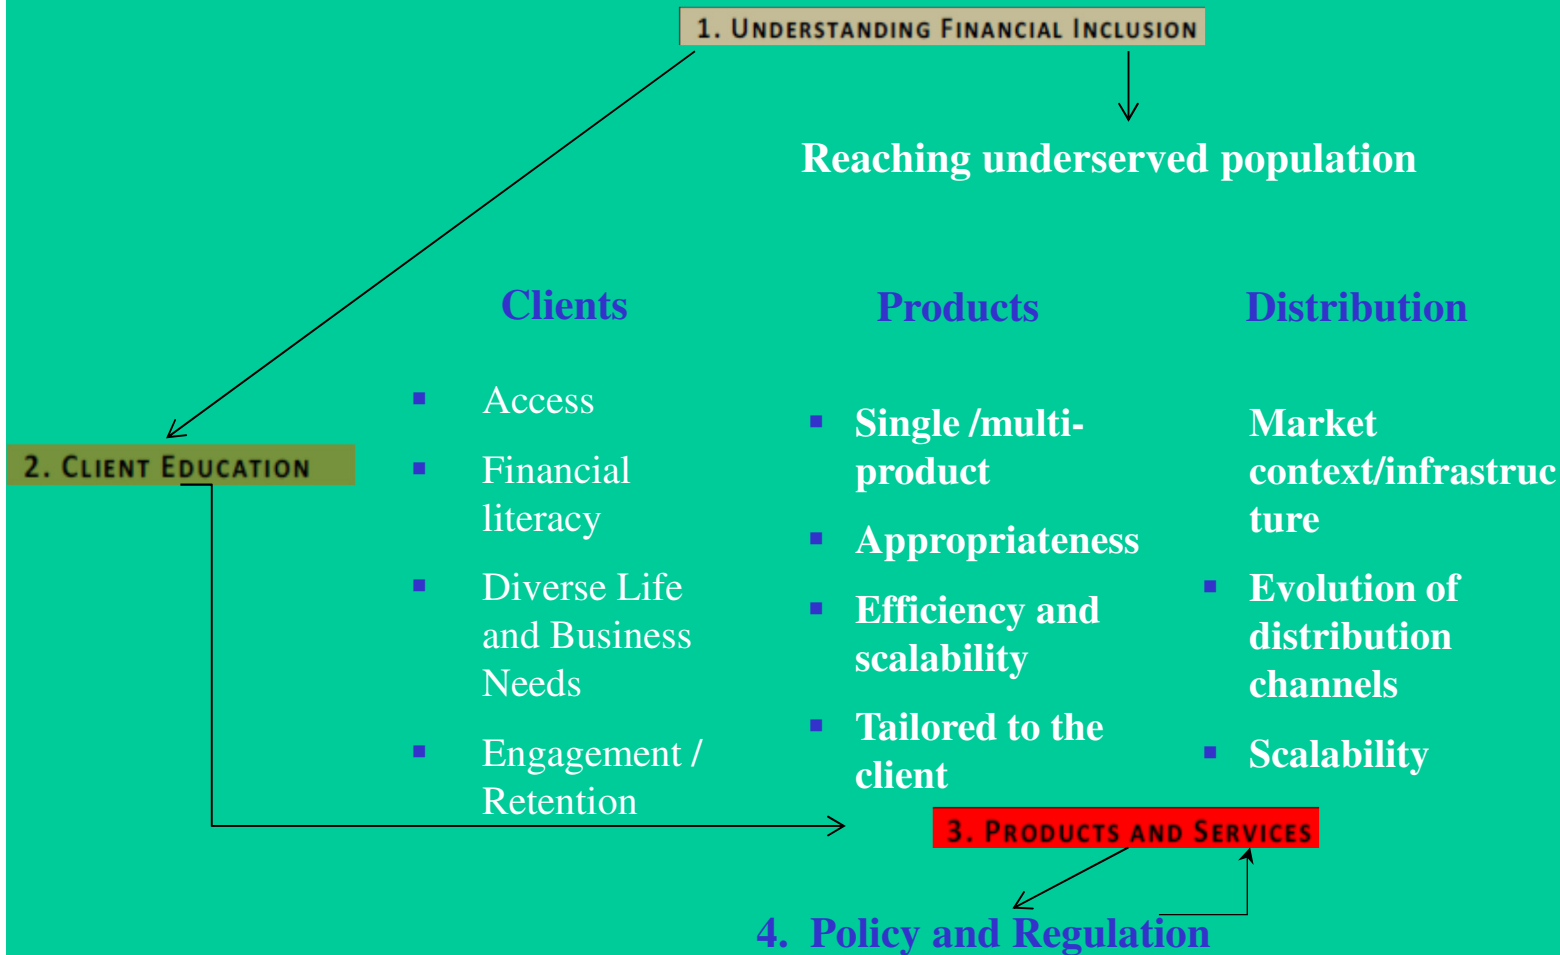 1. UNDERSTANDING FINANCIAL INCLUSION
Reaching underserved population
Clients
Access
Financial
literacy
Diverse Life
and Business
Needs
Engagement /
Retention
Products
Single /multi-
product
Appropriateness
Efficiency and
scalability
Tailored to the
client
Distribution
Market
context/infrastruc
ture
Evolution of
distribution
channels
Scalability
2. CLIENT EDUCATION
3. PRODUCTS AND SERVICES
4. Policy and Regulation